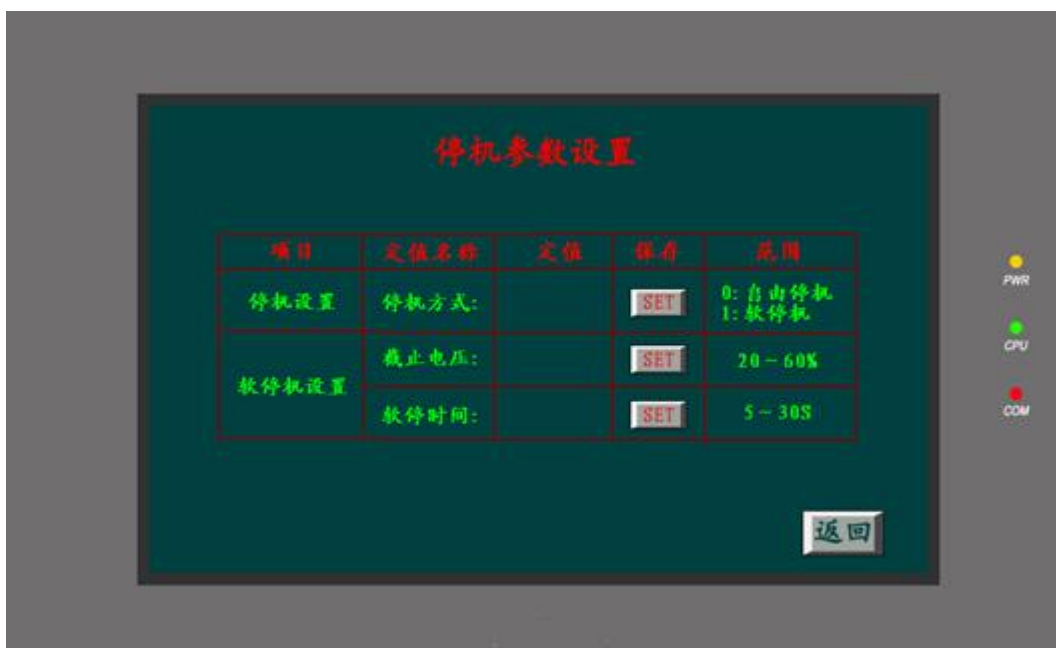 停机参数设置
项目 定值名称 定值 保存 范围
停机设置 停机方式: SET 0: 自由停机
1: 软停机
软停机设置
截止电压: SET 20~60%
软停时间: SET 5~30S
返回
PWR
CPU
COM